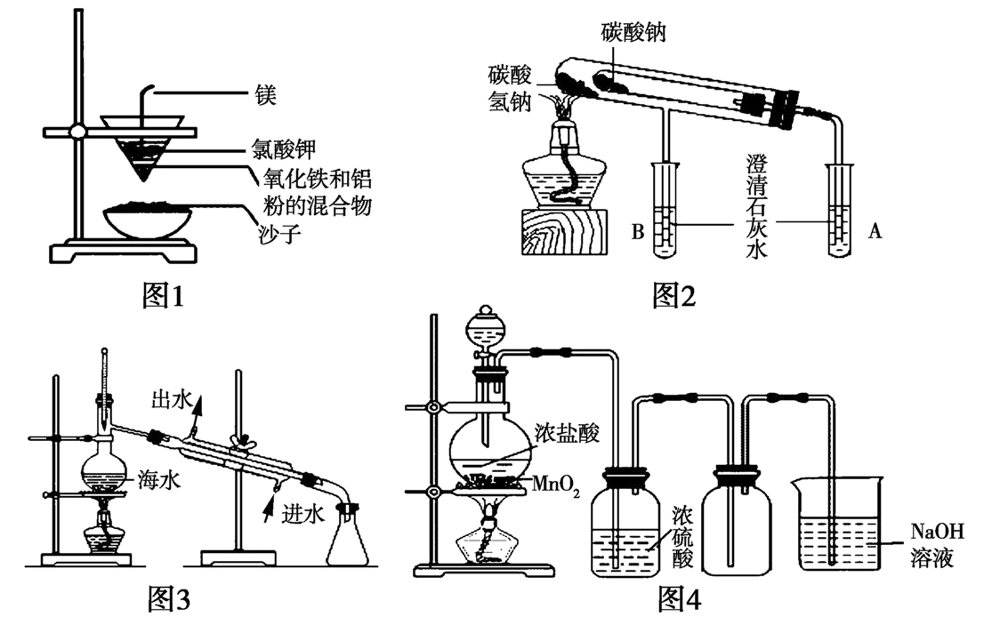 镁
氯酸钾
氧化铁和铝
粉的混合物
沙子
图1
碳酸钠
碳酸
氢钠
澄清石灰水
B
A
图2
出水
海水
进水
图3
浓盐酸
MnO₂
浓硫酸
NaOH
溶液
图4